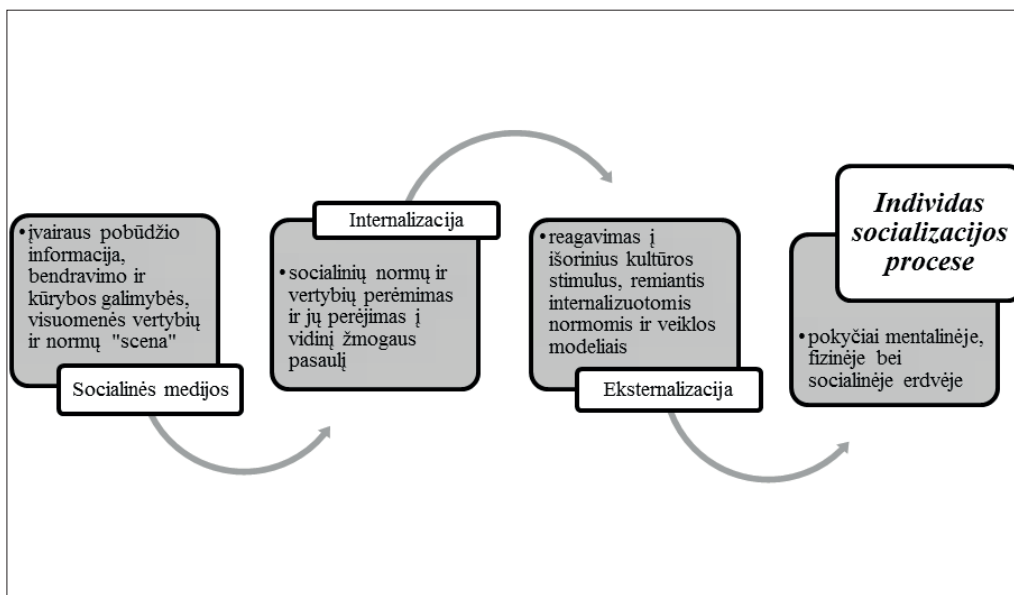 • įvairaus pobūdžio
informacija,
bendravimo ir
kūrybos galimybės,
visuomenės vertybių
ir normų "scena"
Socialinės medijos
Internalizacija
• socialinių normų ir
vertybių perėmimas
ir jų perėjimas į
vidinį žmogaus
pasaulį
• reagavimas į
išorinius kultūros
stimulus, remiantis
internalizuotomis
normomis ir veiklos
modeliais
Eksternalizacija
Individas
socializacijos
procese
• pokyčiai mentalinėje,
fizinėje bei
socialinėje erdvėje